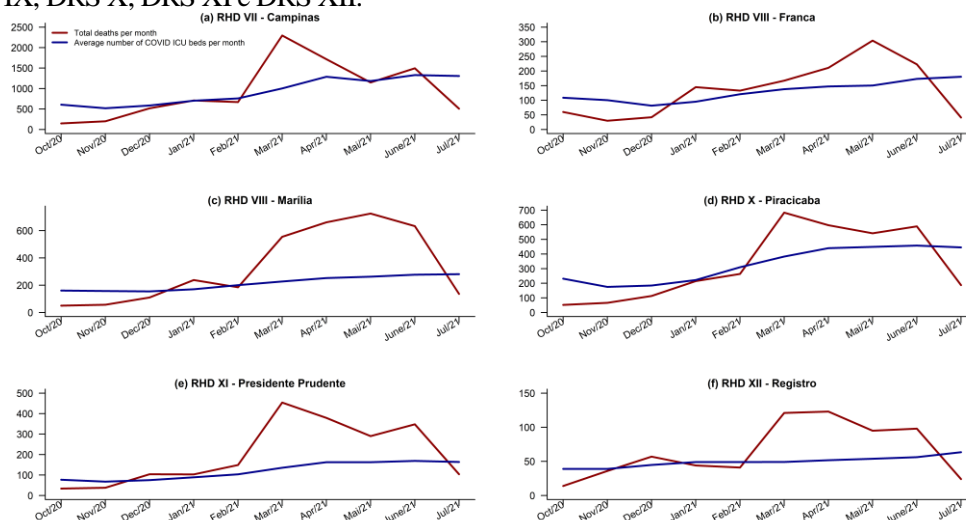 IX, DRS X, DRS XI e DRS XII.
(a) RHD VII - Campinas
Total deaths per month
Average number of COVID ICU beds per month
2500
2000
1500
1000
500
0
Oct/20 Nov/20 Dec/20 Jan/21 Feb/21 Mar/21 Apr/21 Mai/21 June/21 Jul/21
(b) RHD VIII - Franca
350
300
250
200
150
100
50
0
Oct/20 Nov/20 Dec/20 Jan/21 Feb/21 Mar/21 Apr/21 Mai/21 June/21 Jul/21
(c) RHD VIII - Marília
600
400
200
0
Oct/20 Nov/20 Dec/20 Jan/21 Feb/21 Mar/21 Apr/21 Mai/21 June/21 Jul/21
(d) RHD X - Piracicaba
700
600
500
400
300
200
100
0
Oct/20 Nov/20 Dec/20 Jan/21 Feb/21 Mar/21 Apr/21 Mai/21 June/21 Jul/21
(e) RHD XI - Presidente Prudente
500
400
300
200
100
0
Oct/20 Nov/20 Dec/20 Jan/21 Feb/21 Mar/21 Apr/21 Mai/21 June/21 Jul/21
(f) RHD XII - Registro
150
100
50
0
Oct/20 Nov/20 Dec/20 Jan/21 Feb/21 Mar/21 Apr/21 Mai/21 June/21 Jul/21